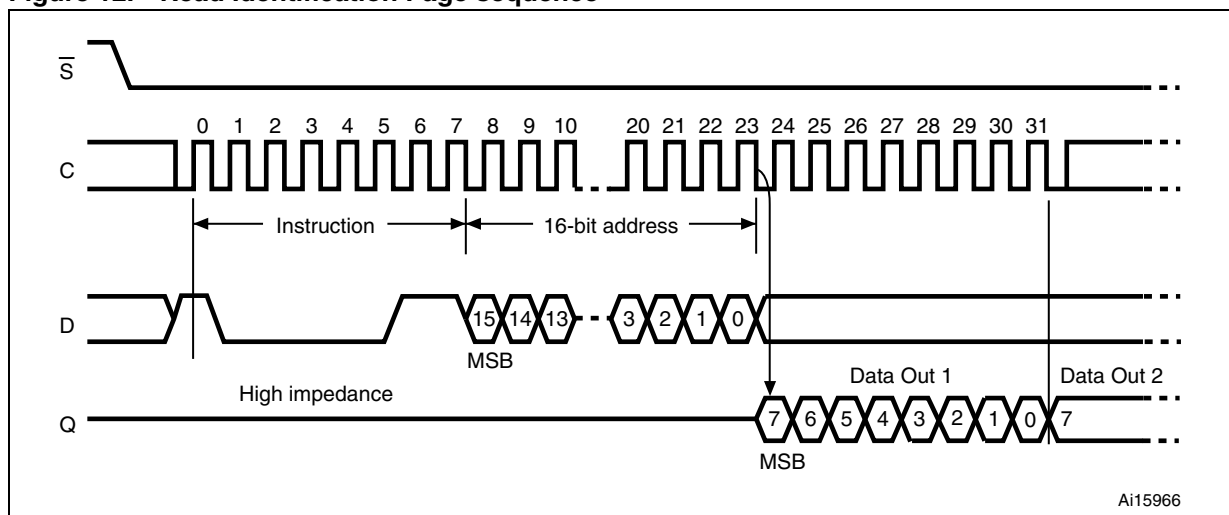 Figure 12. Read Identification Page sequence
S
0 1 2 3 4 5 6 7 8 9 10 20 21 22 23 24 25 26 27 28 29 30 31
C
Instruction 16-bit address
D 15 14 13 3 2 1 0
MSB
High impedance Data Out 1 Data Out 2
Q 7 6 5 4 3 2 1 0 7
MSB
Ai15966